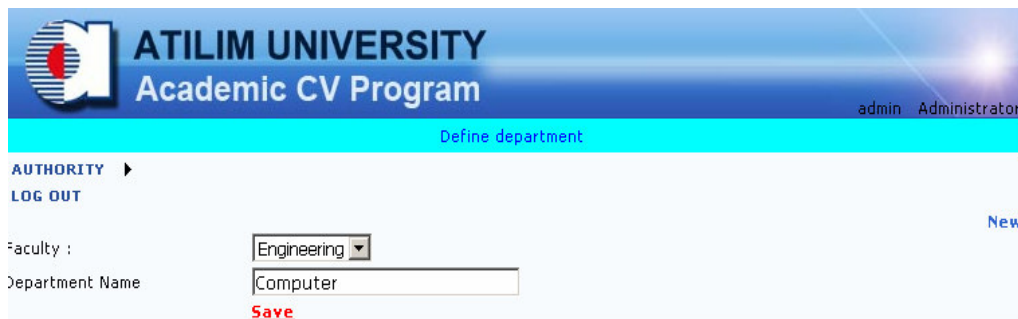 ATILIM UNIVERSITY
Academic CV Program
admin Administrator
Define department
AUTHORITY
LOG OUT
New
Faculty :
Engineering
Department Name
Computer
Save